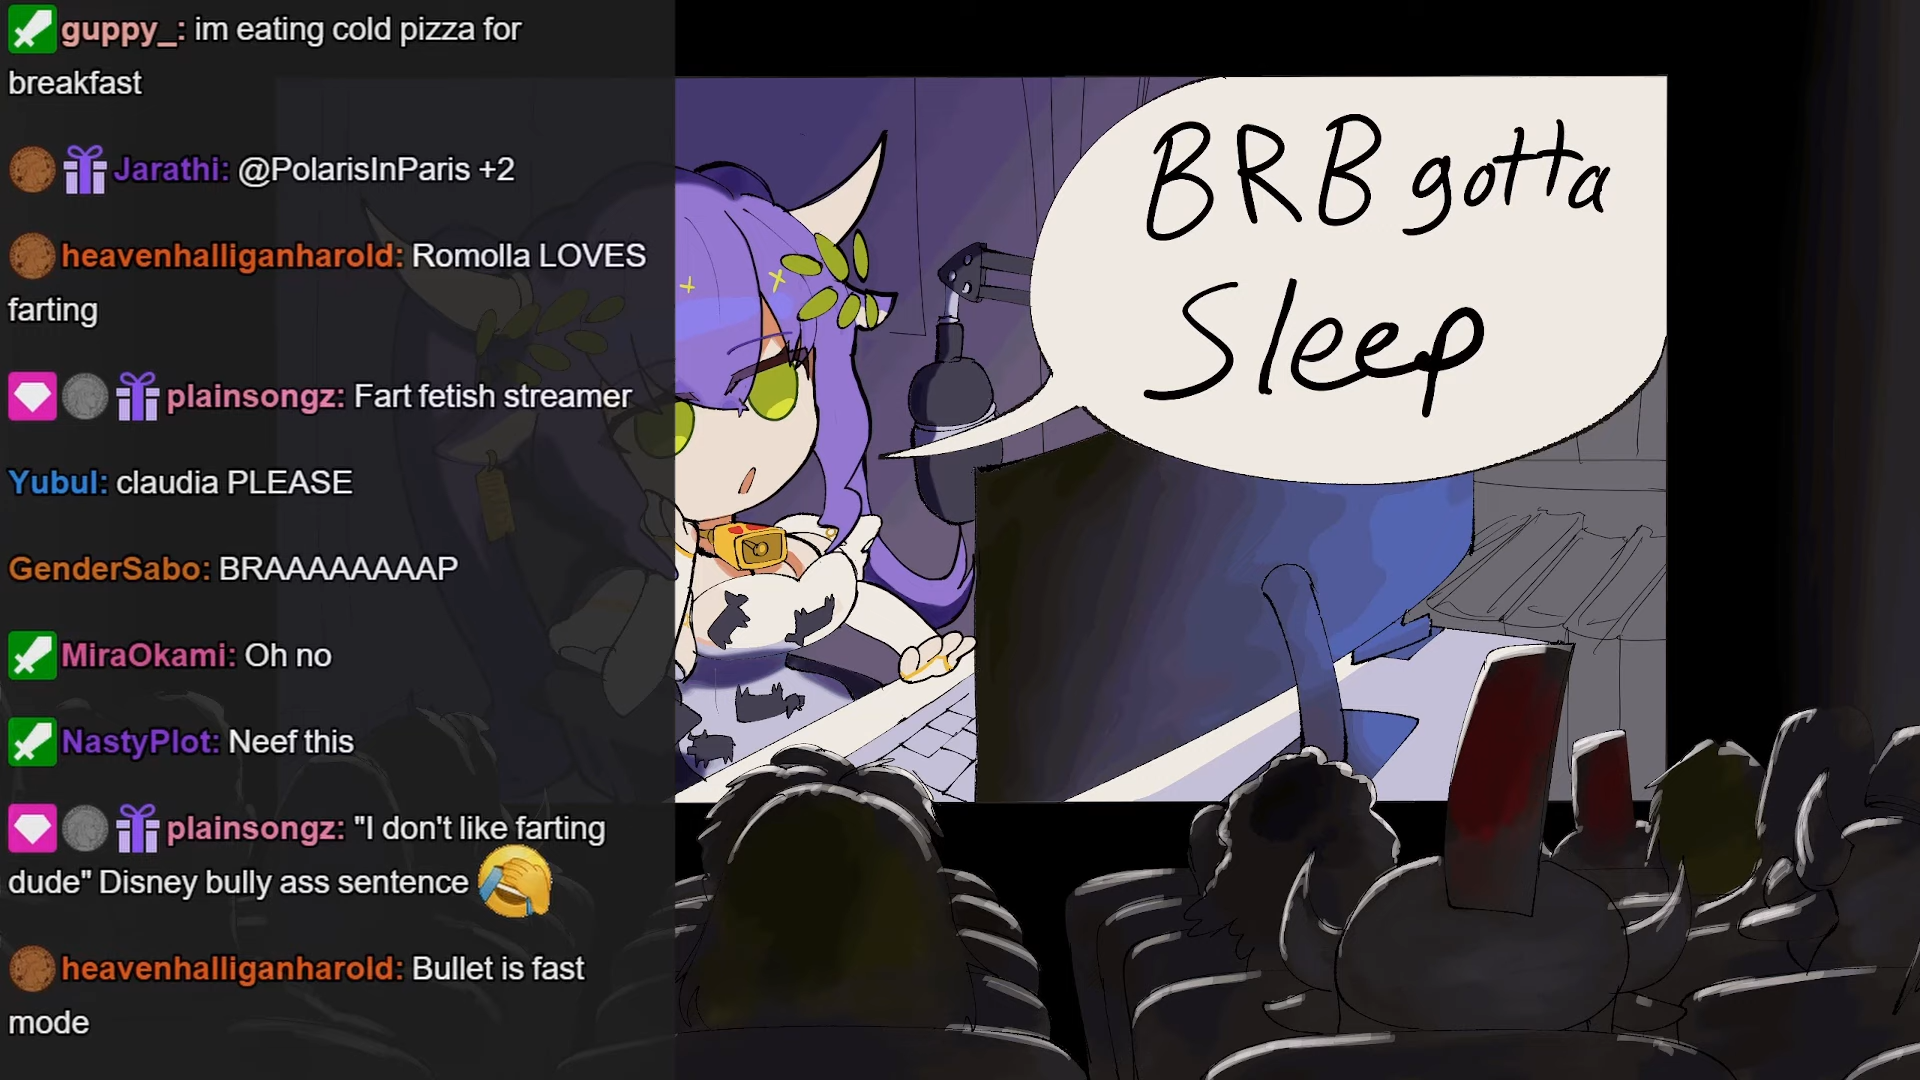 guppy_: im eating cold pizza for
breakfast
Jarathi: @PolarisInParis +2
heavenhalliganharold: Romolla LOVES
farting
plainsongz: Fart fetish streamer
Yubul: claudia PLEASE
GenderSabo: BRAAAAAAAAP
MiraOkami: Oh no
NastyPlot: Neef this
plainsongz: "I don't like farting
dude" Disney bully ass sentence
heavenhalliganharold: Bullet is fast
mode
BRB gotta
Sleep